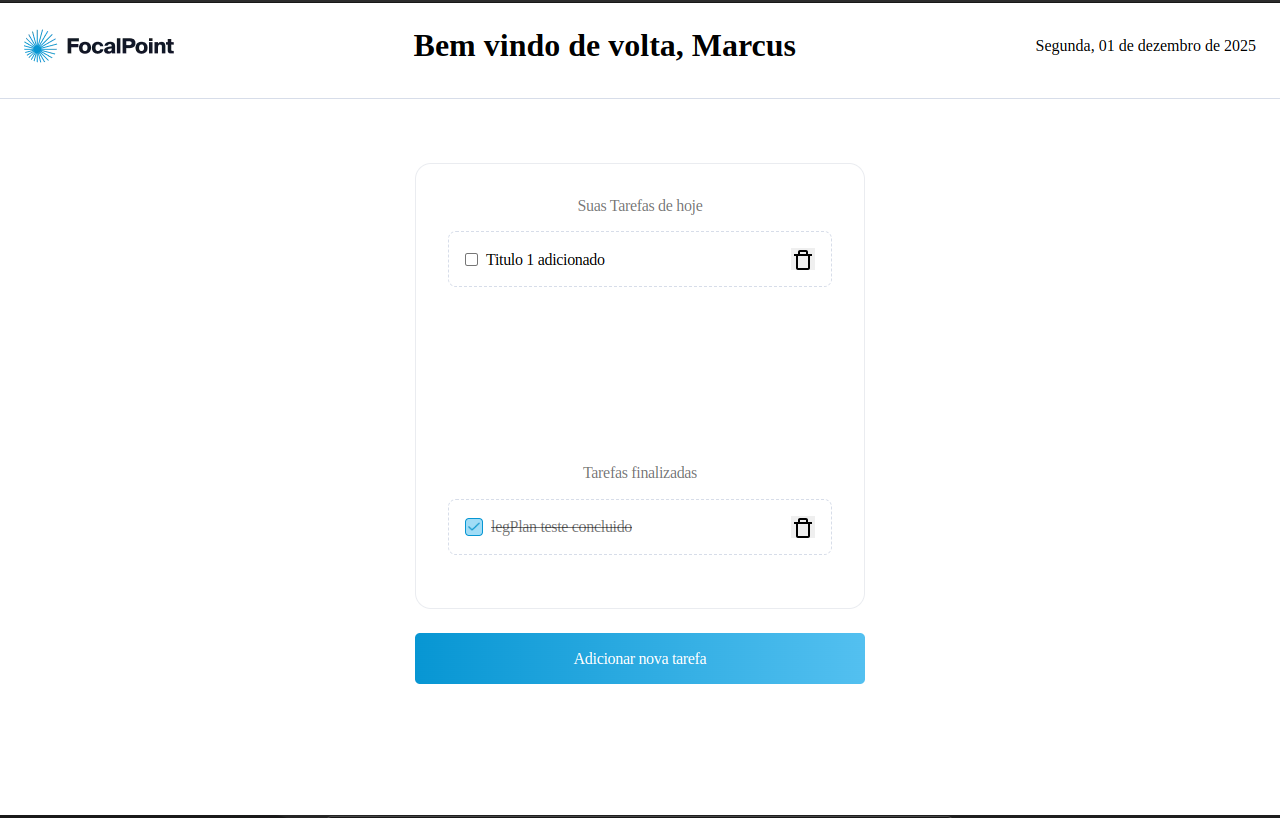 FocalPoint
Bem vindo de volta, Marcus
Segunda, 01 de dezembro de 2025
Suas Tarefas de hoje
Titulo 1 adicionado
Tarefas finalizadas
legPlan teste concluido
Adicionar nova tarefa